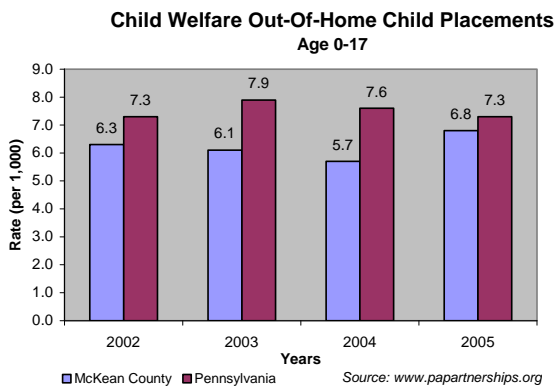 Child Welfare Out-Of-Home Child Placements
Age 0-17
9.0
8.0
7.0
6.0
5.0
4.0
3.0
2.0
1.0
0.0
Rate (per 1,000)
6.3
7.3
6.1
7.9
5.7
7.6
6.8
7.3
2002 2003 2004 2005
Years
McKean County Pennsylvania
Source: www.papartnerships.org